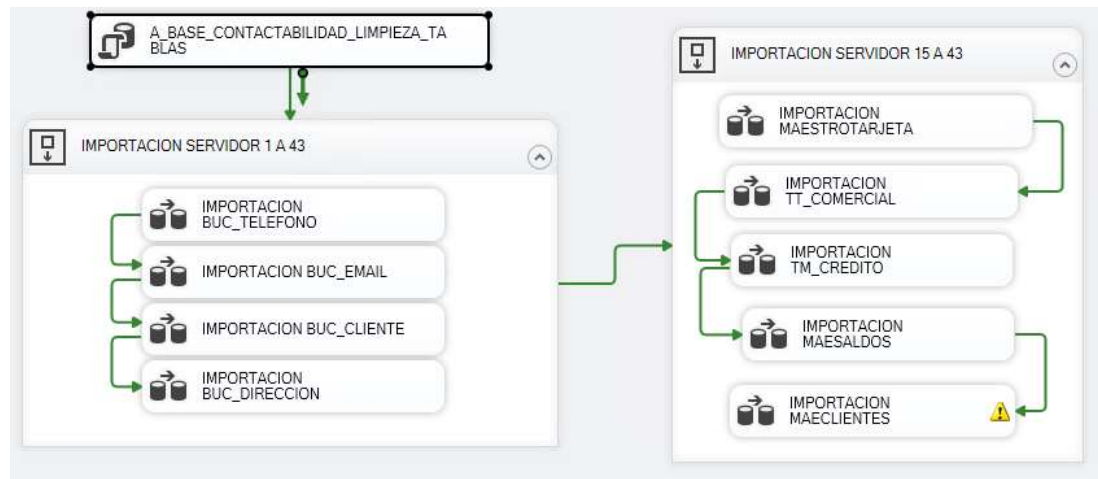 A_BASE_CONTACTABILIDAD_LIMPIEZA_TA
BLAS
IMPORTACION SERVIDOR 1 A 43
IMPORTACION
BUC_TELEFONO
IMPORTACION BUC_EMAIL
IMPORTACION BUC_CLIENTE
IMPORTACION
BUC_DIRECCION
IMPORTACION SERVIDOR 15 A 43
IMPORTACION
MAESTROTARJETA
IMPORTACION
TT_COMERCIAL
IMPORTACION
TM_CREDITO
IMPORTACION
MAESALDOS
IMPORTACION
MAECLIENTES